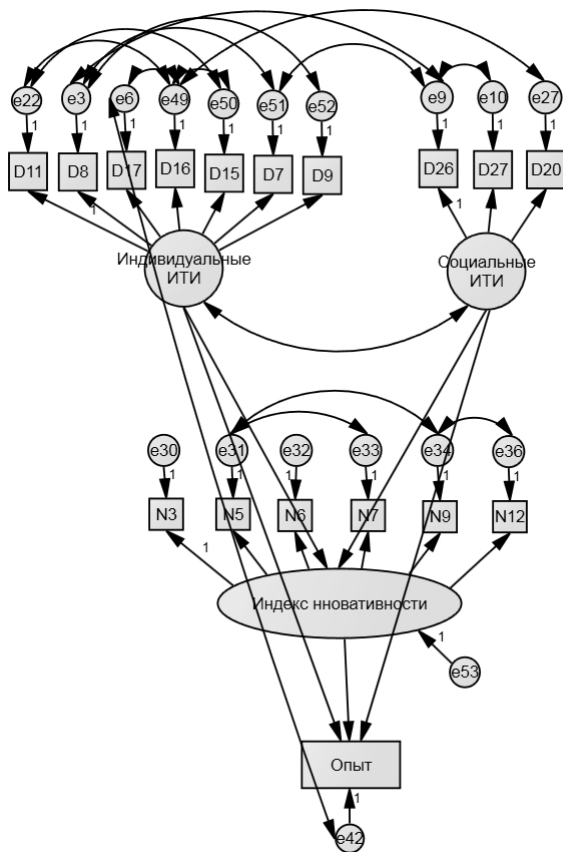 e22 e3 e6 e49 e50 e51 e52 e9 e10 e27
1 1 1 1 1 1 1 1 1 1
D11 D8 D17 D16 D15 D7 D9 D26 D27 D20
1 1
Индивидуальные Социальные
ИТИ ИТИ
e30 e31 e32 e33 e34 e36
1 1 1 1 1 1
N3 N5 N6 N7 N9 N12
1
Индекс нновативности
1
e53
Опыт
1
e42